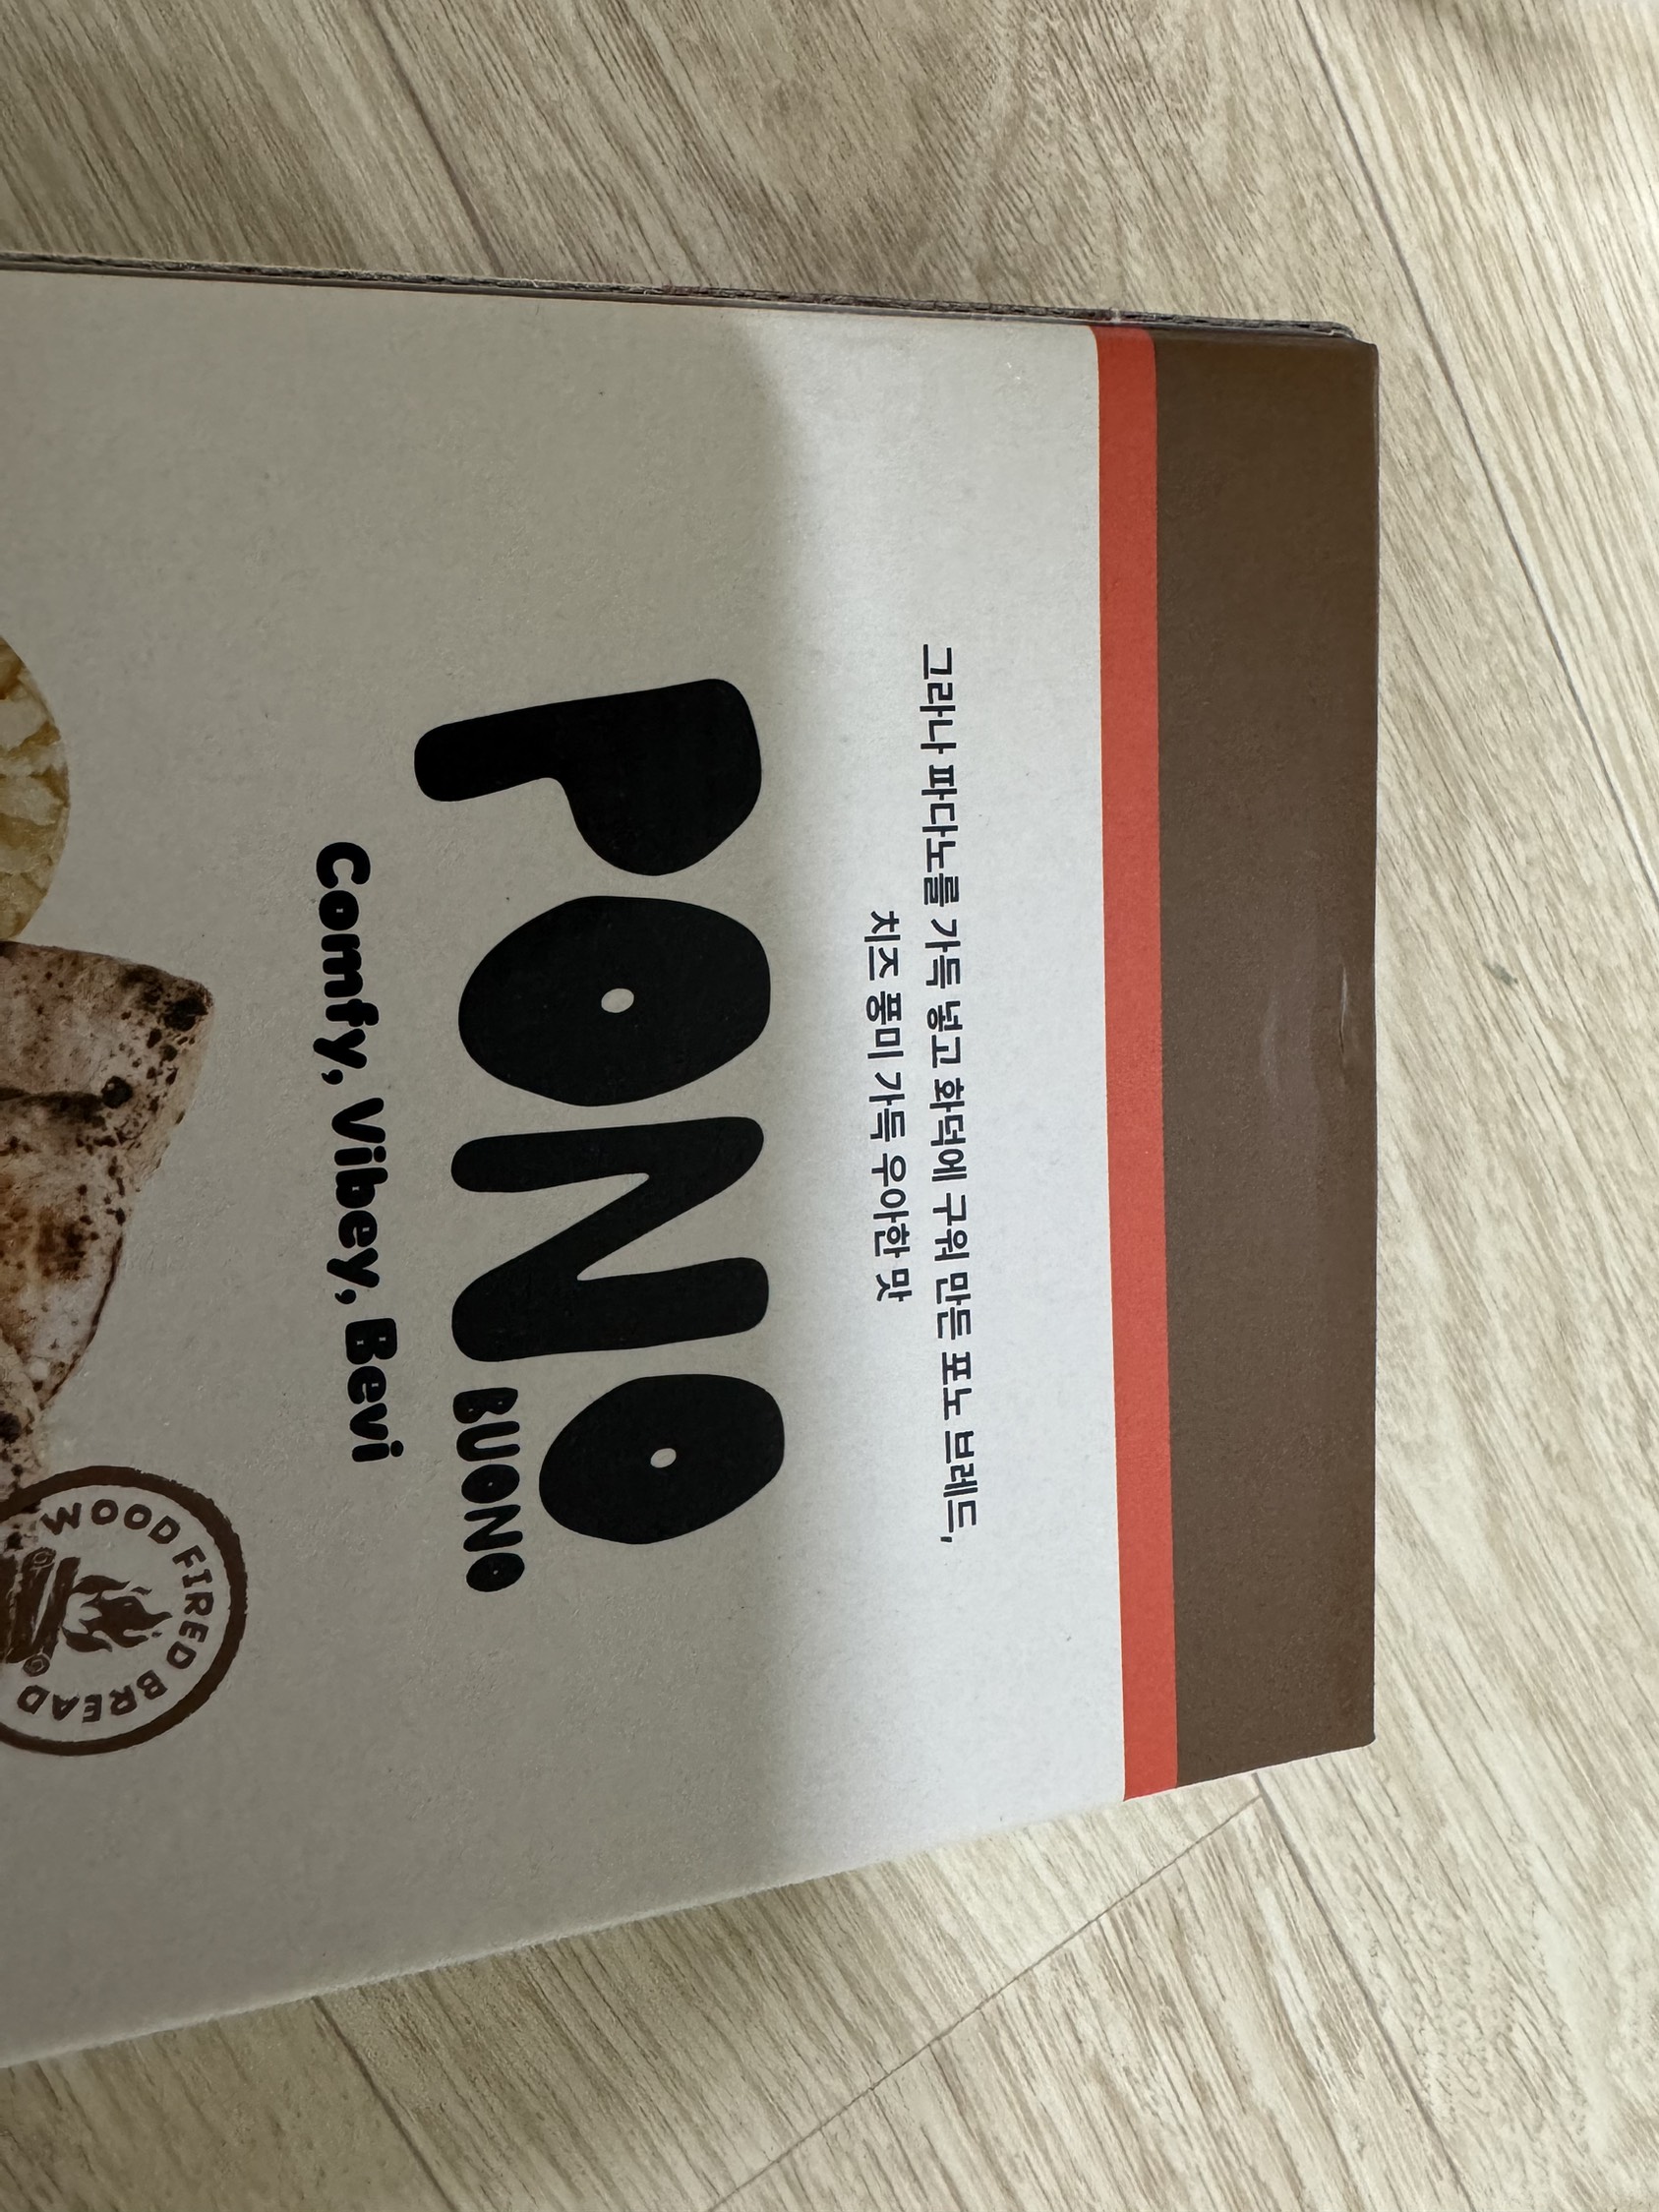 그라나 파다노를 가득 넣고 화덕에 구워 만든 포노 브레드,
치즈 풍미 가득 우아한 맛
PONO
BUONO
Comfy, Vibey, Bevi
WOOD FIRED BREAD